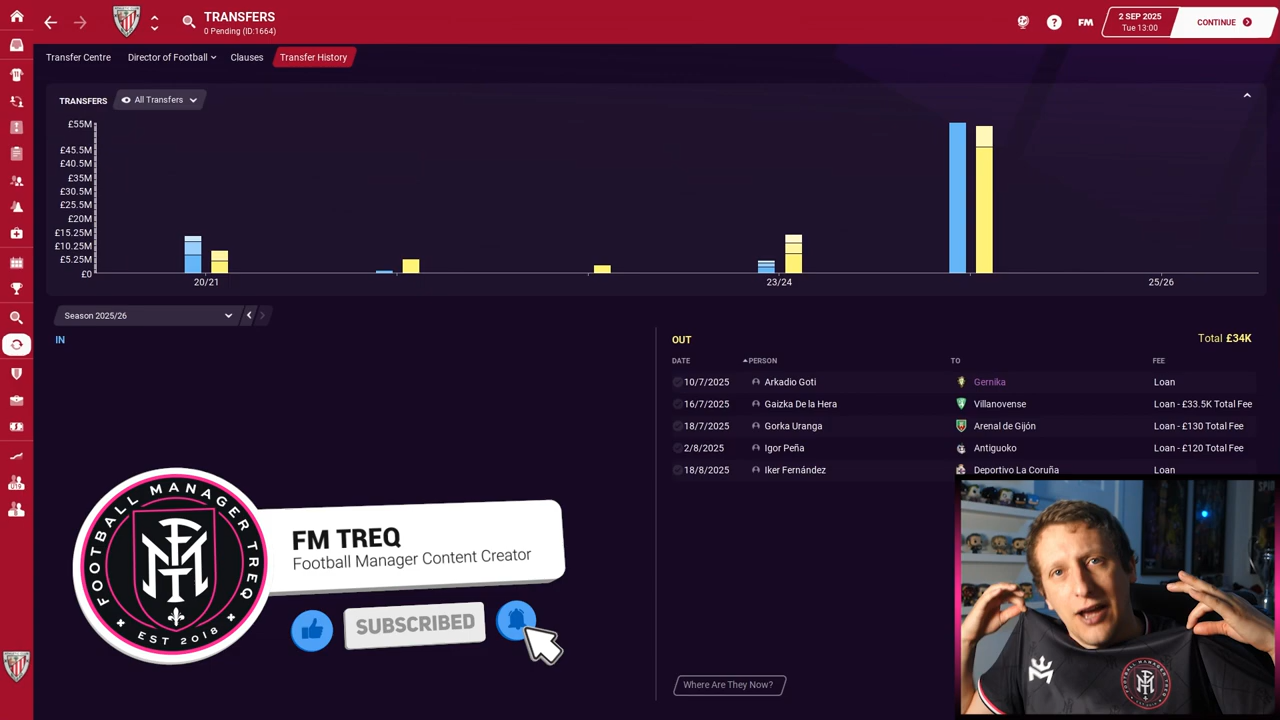 TRANSFERS
0 Pending (ID:1664)
FM
2 SEP 2025
Tue 13:00
CONTINUE
Transfer Centre
Director of Football
Clauses
Transfer History
TRANSFERS
All Transfers
£55M
£45.5M
£40.5M
£35M
£30.5M
£25.5M
£20M
£15.25M
£10.25M
£5.25M
£0
20/21
23/24
25/26
Season 2025/26
IN
OUT
Total £34K
DATE PERSON TO FEE
10/7/2025 Arkadio Goti Gernika Loan
16/7/2025 Gaizka De la Hera Villanovense Loan - £33.5K Total Fee
18/7/2025 Gorka Uranga Arenal de Gijón Loan - £130 Total Fee
2/8/2025 Igor Peña Antiguoko Loan - £120 Total Fee
18/8/2025 Iker Fernández Deportivo La Coruña Loan
FOOTBALL MANAGER TREQ
EST 2018
FM TREQ
Football Manager Content Creator
SUBSCRIBED
Where Are They Now?
U19